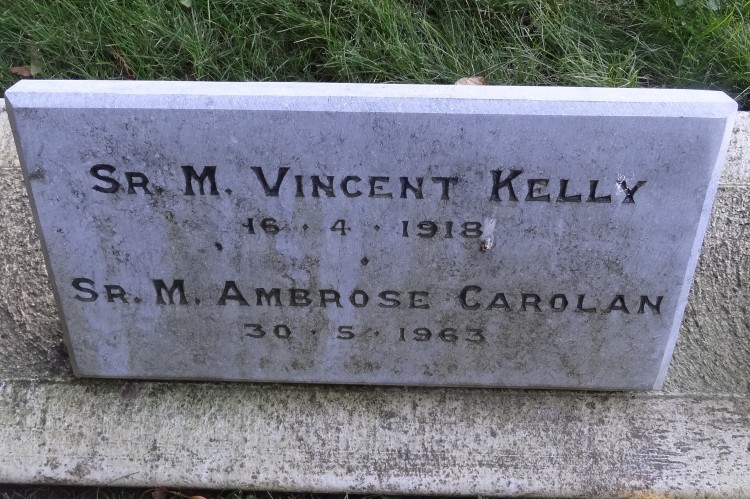 Sr. M. Vincent Kelly
16 · 4 · 1918
Sr. M. Ambrose Carolan
30 · 5 · 1963